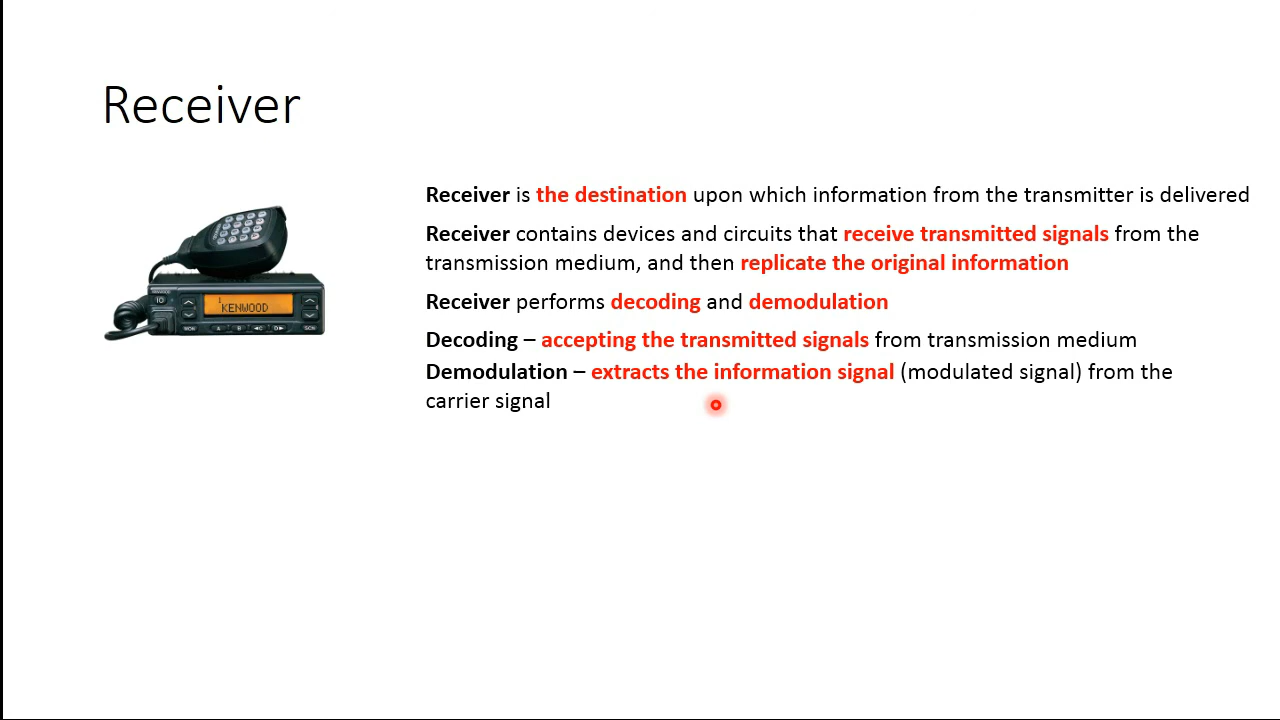 Receiver
Receiver is the destination upon which information from the transmitter is delivered
Receiver contains devices and circuits that receive transmitted signals from the
transmission medium, and then replicate the original information
Receiver performs decoding and demodulation
Decoding – accepting the transmitted signals from transmission medium
Demodulation – extracts the information signal (modulated signal) from the
carrier signal
KENWOOD